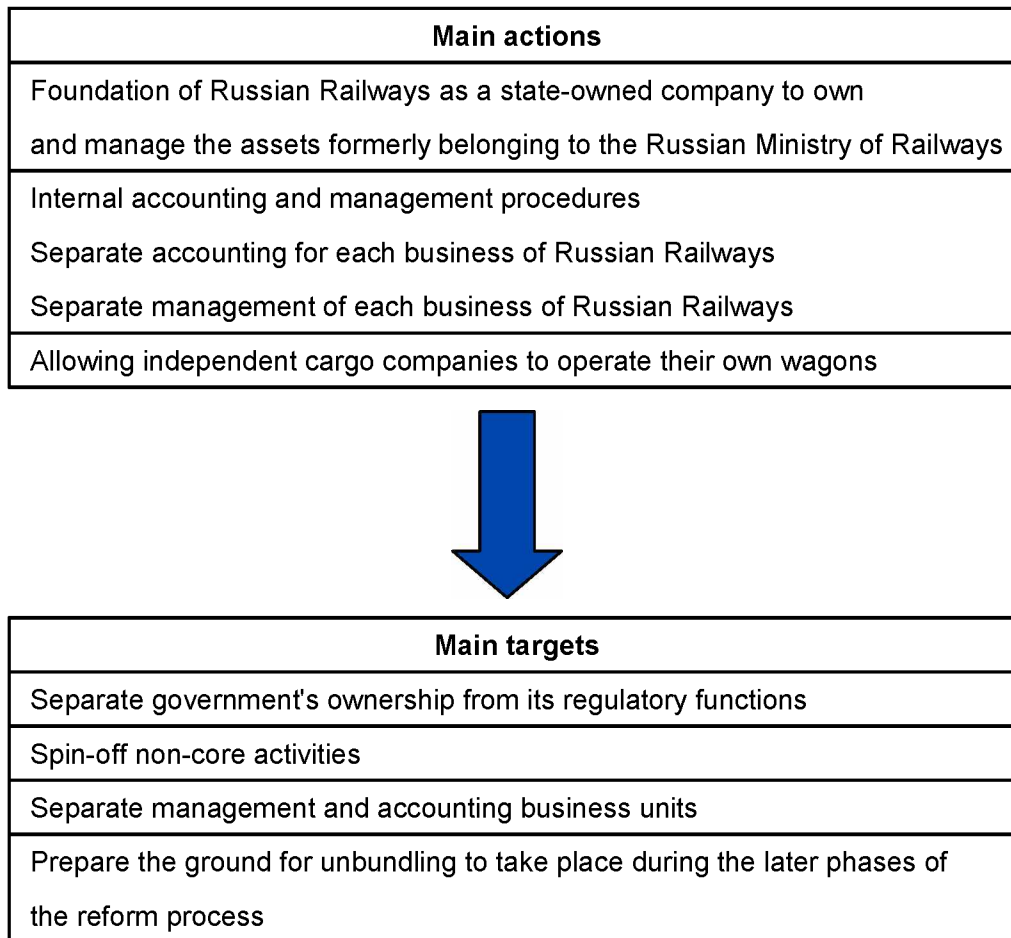 Main actions
Foundation of Russian Railways as a state-owned company to own
and manage the assets formerly belonging to the Russian Ministry of Railways
Internal accounting and management procedures
Separate accounting for each business of Russian Railways
Separate management of each business of Russian Railways
Allowing independent cargo companies to operate their own wagons
Main targets
Separate government's ownership from its regulatory functions
Spin-off non-core activities
Separate management and accounting business units
Prepare the ground for unbundling to take place during the later phases of
the reform process